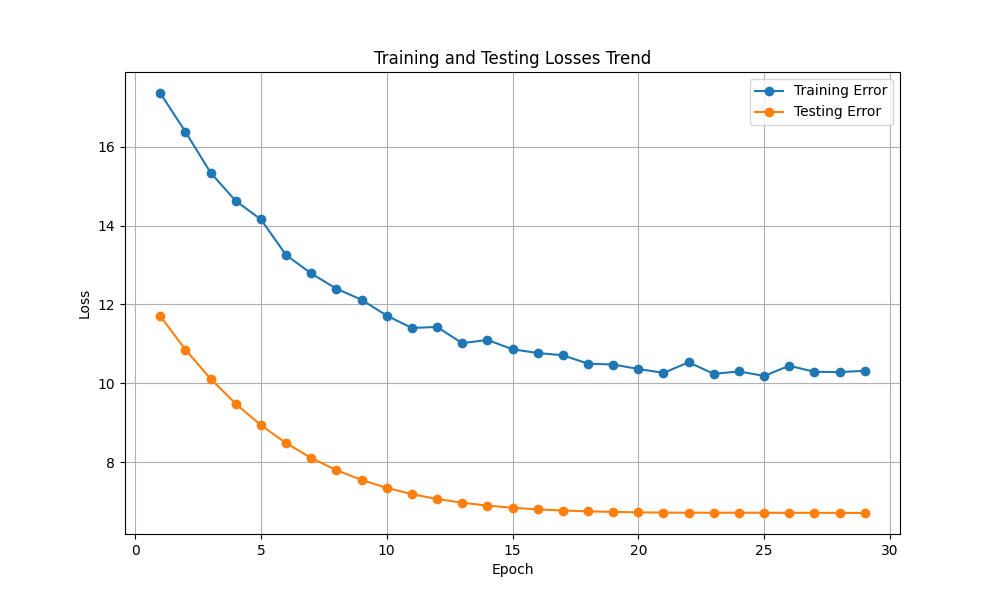 Training and Testing Losses Trend
Training Error
Testing Error
Loss
16
14
12
10
8
0 5 10 15 20 25 30
Epoch